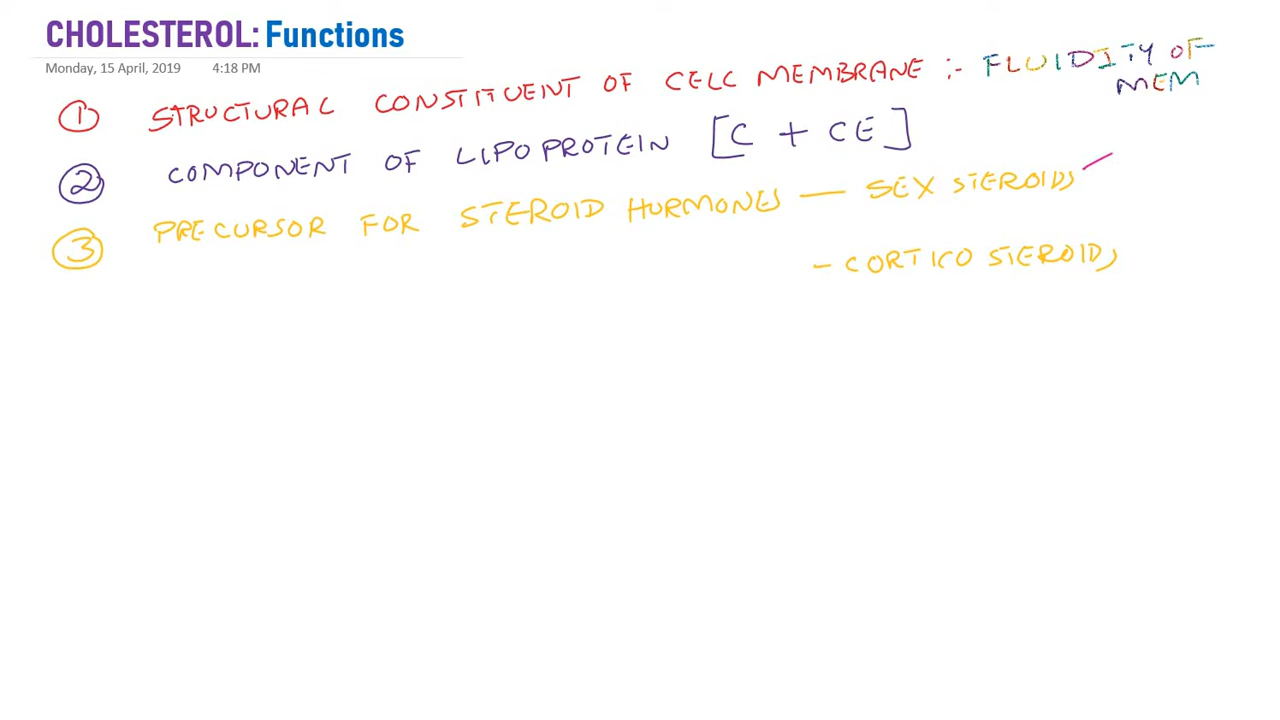 CHOLESTEROL: Functions
Monday, 15 April, 2019 4:18 PM
① STRUCTURAL CONSTITUENT OF CELL MEMBRANE :- FLUIDITY OF
MEM
② COMPONENT OF LIPOPROTEIN [C + CE]
③ PRECURSOR FOR STEROID HURMONES — SEX STEROIDS
- CORTICO STEROIDS